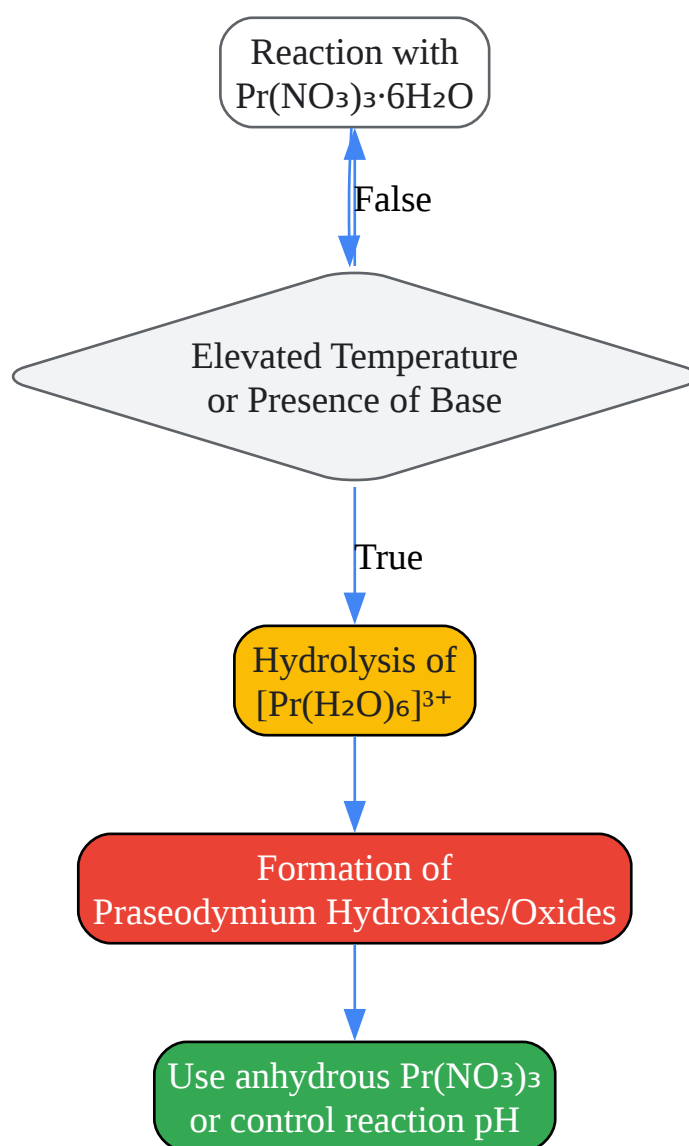 Reaction with
Pr(NO₃)₃·6H₂O
False
Elevated Temperature
or Presence of Base
True
Hydrolysis of
[Pr(H₂O)₆]³⁺
Formation of
Praseodymium Hydroxides/Oxides
Use anhydrous Pr(NO₃)₃
or control reaction pH